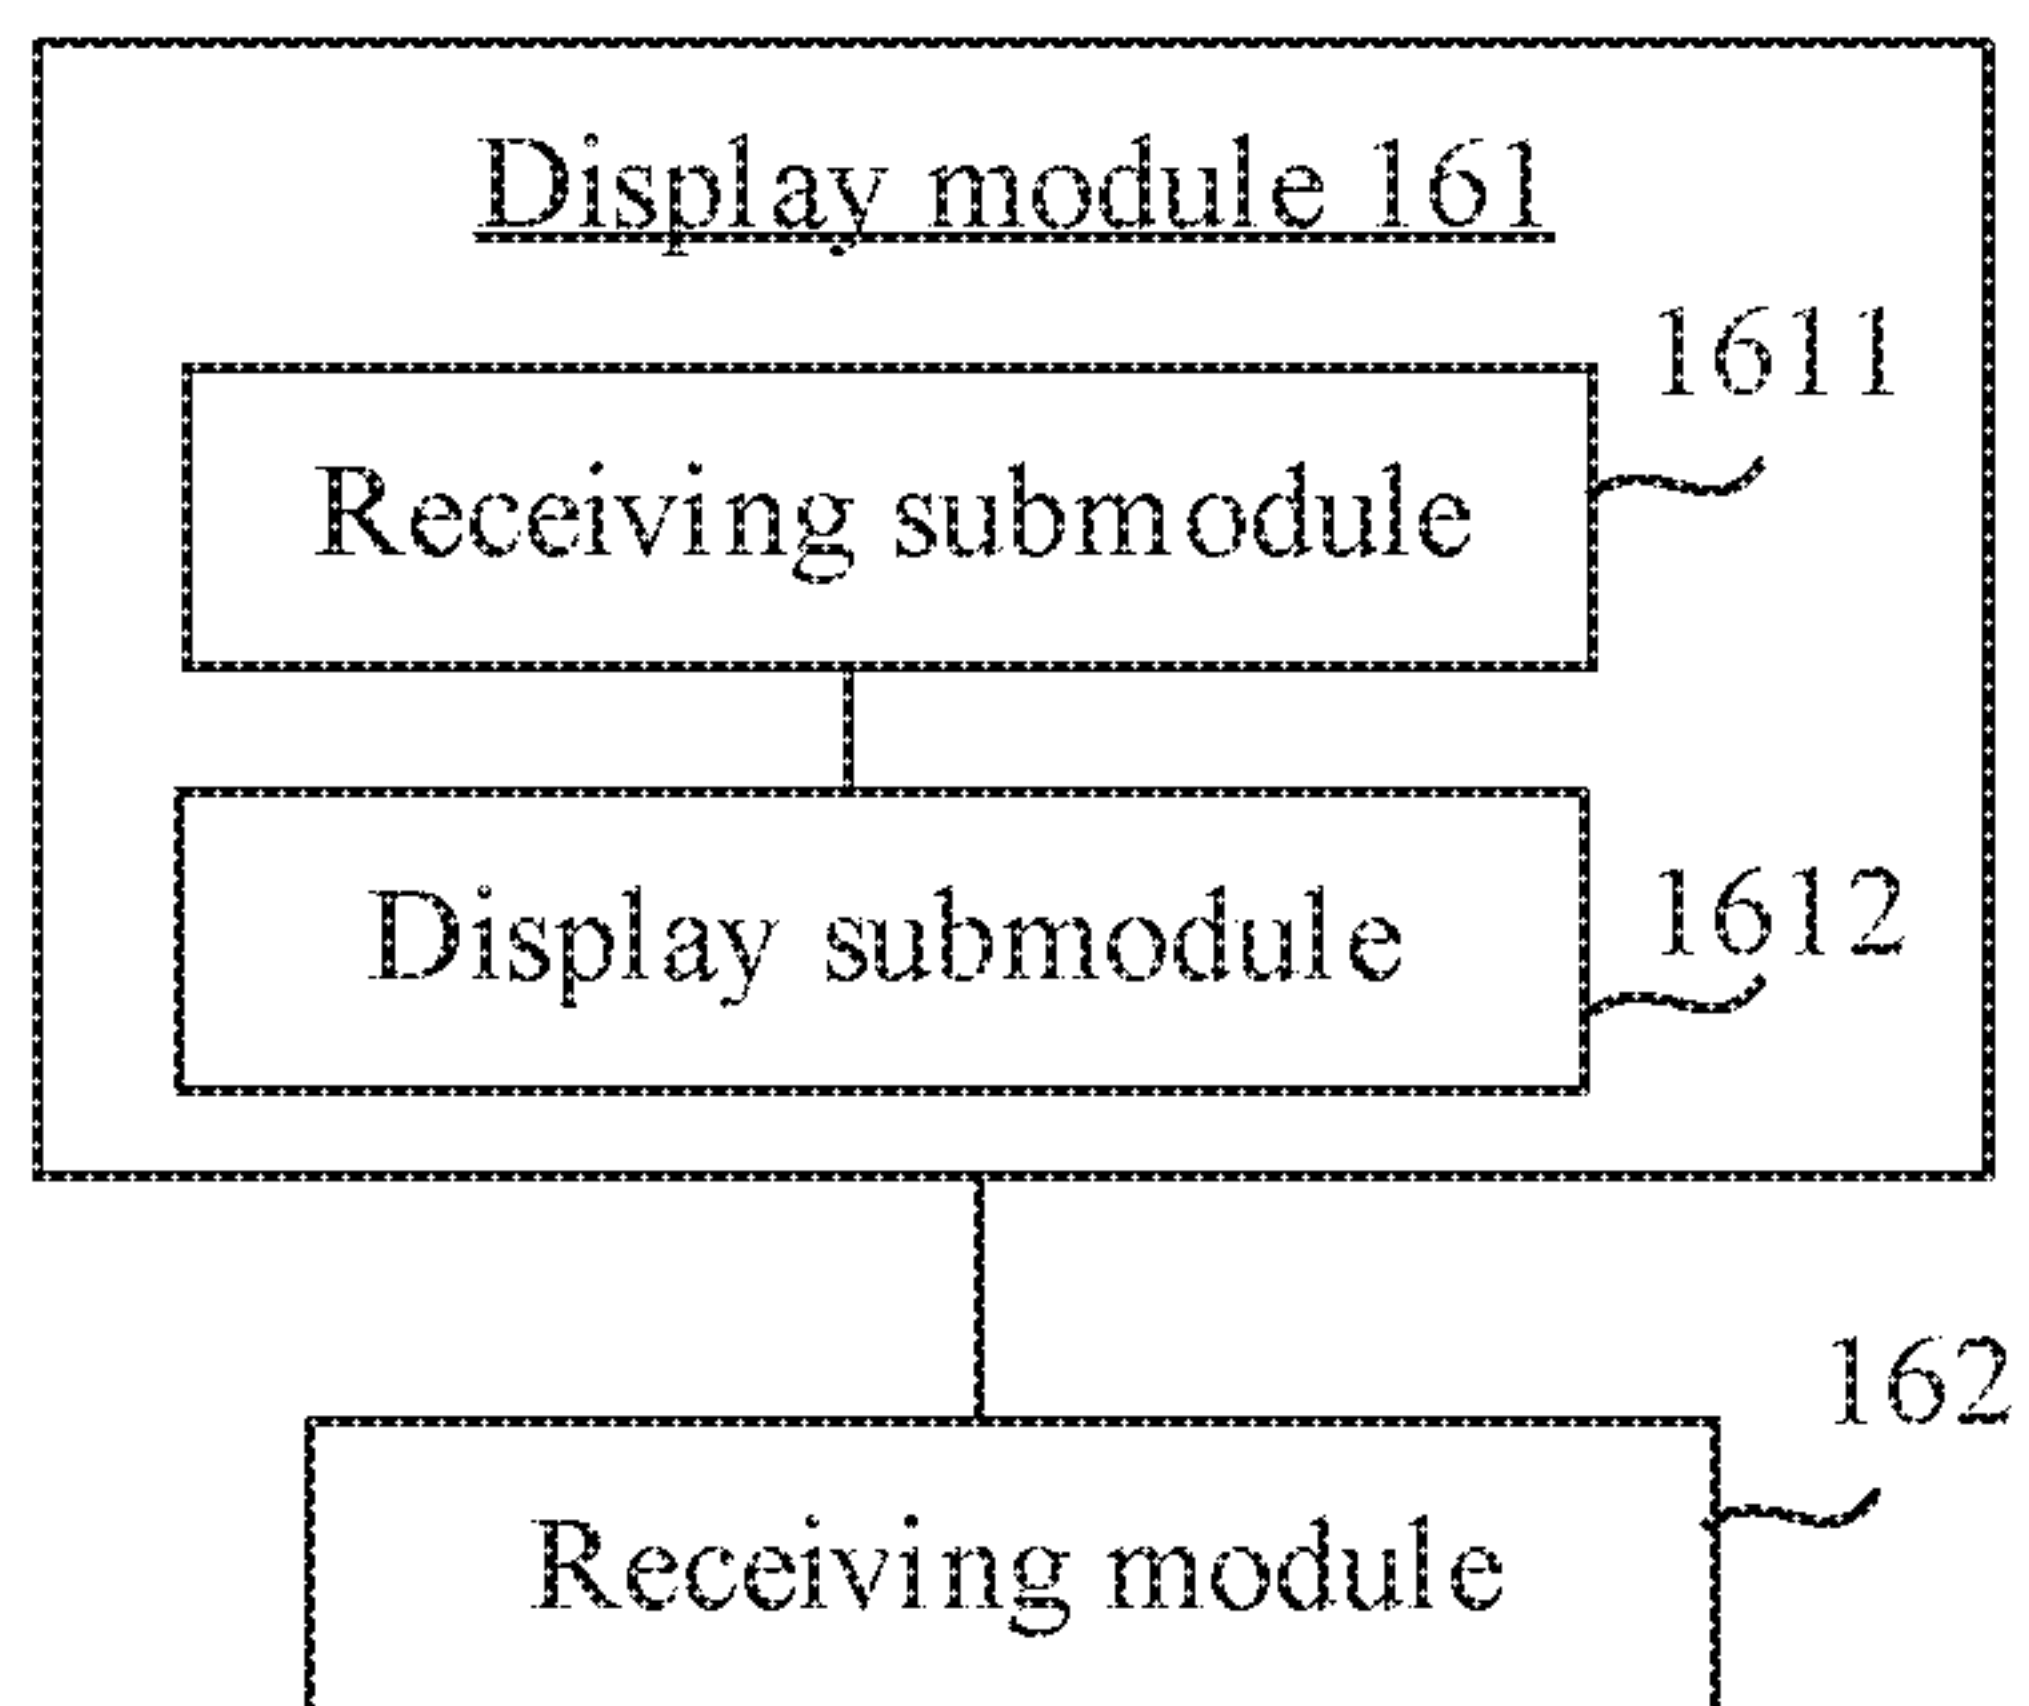 Display module 161
1611
Receiving submodule
Display submodule
1612
162
Receiving module